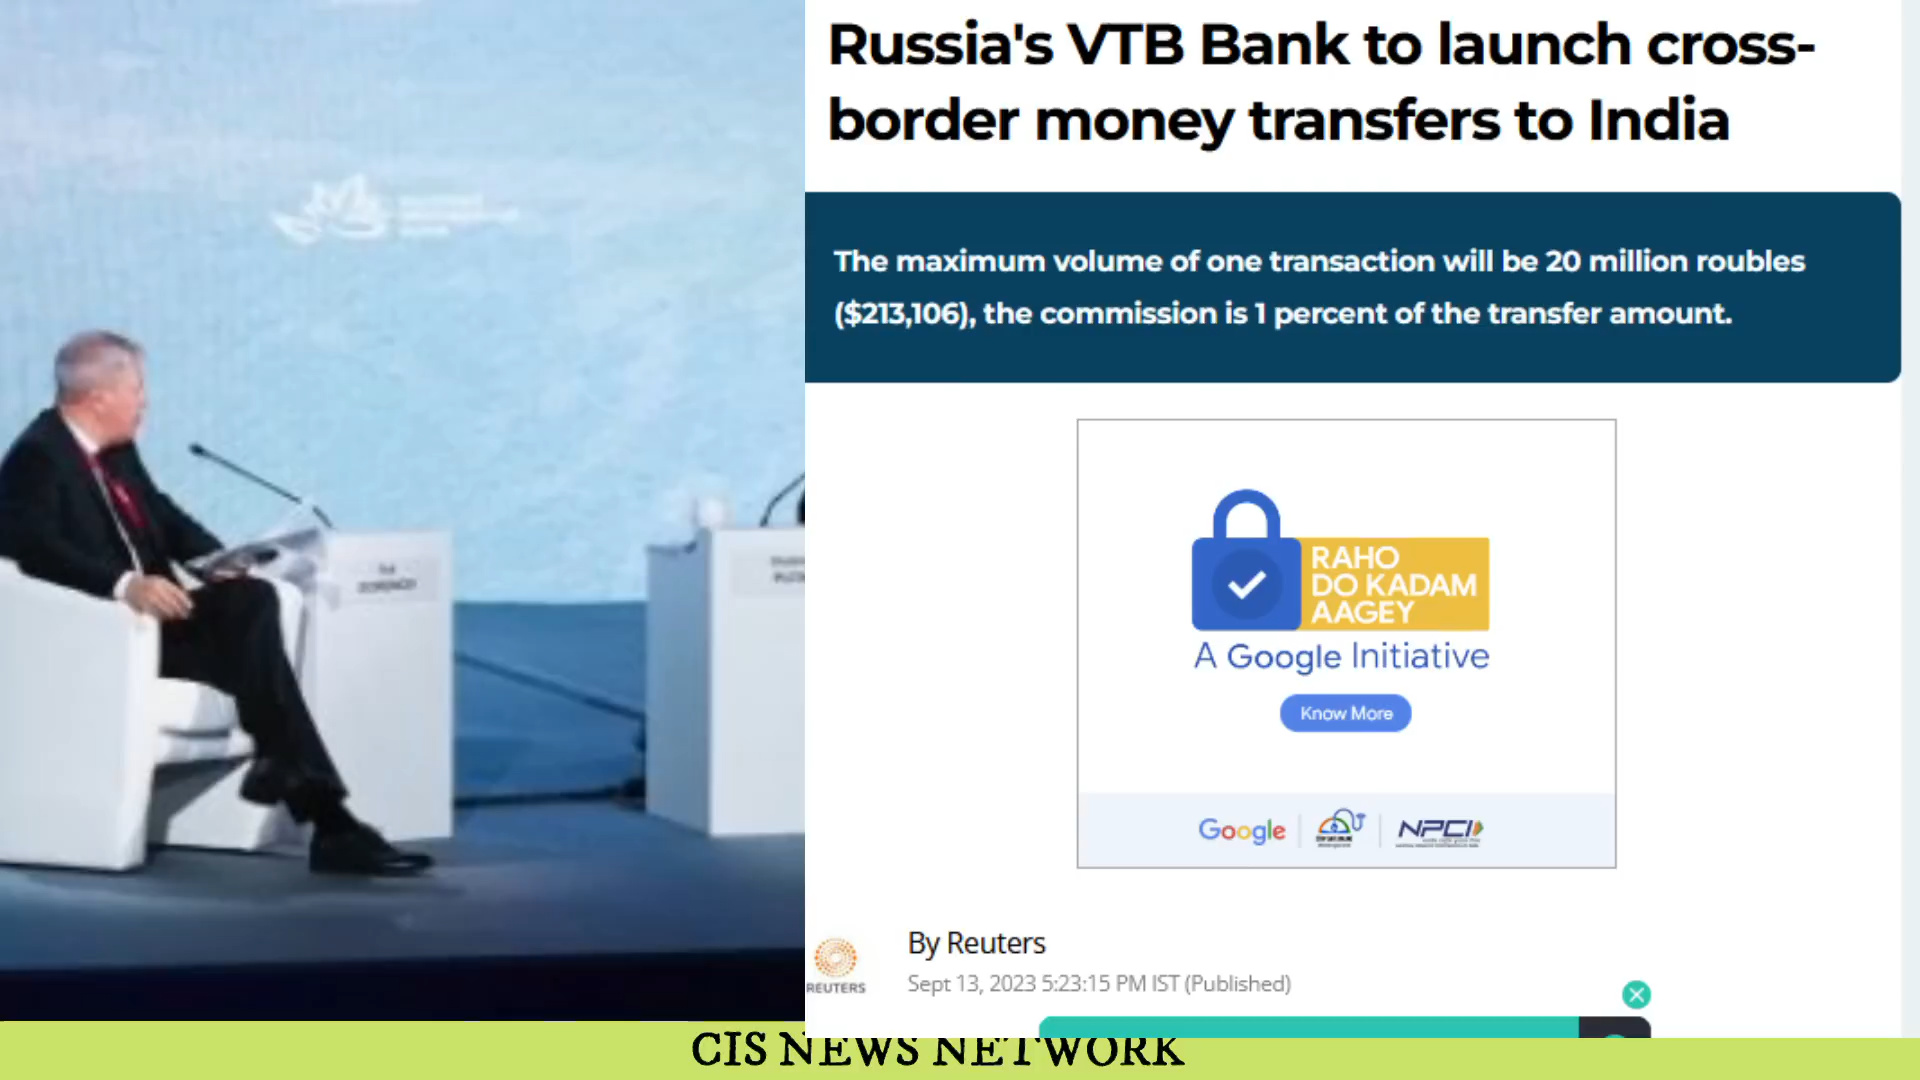 Russia's VTB Bank to launch cross-
border money transfers to India
The maximum volume of one transaction will be 20 million roubles
($213,106), the commission is 1 percent of the transfer amount.
RAHO
DO KADAM
AAGEY
A Google Initiative
Know More
Google
NPCI
By Reuters
REUTERS
Sept 13, 2023 5:23:15 PM IST (Published)
CIS NEWS NETWORK